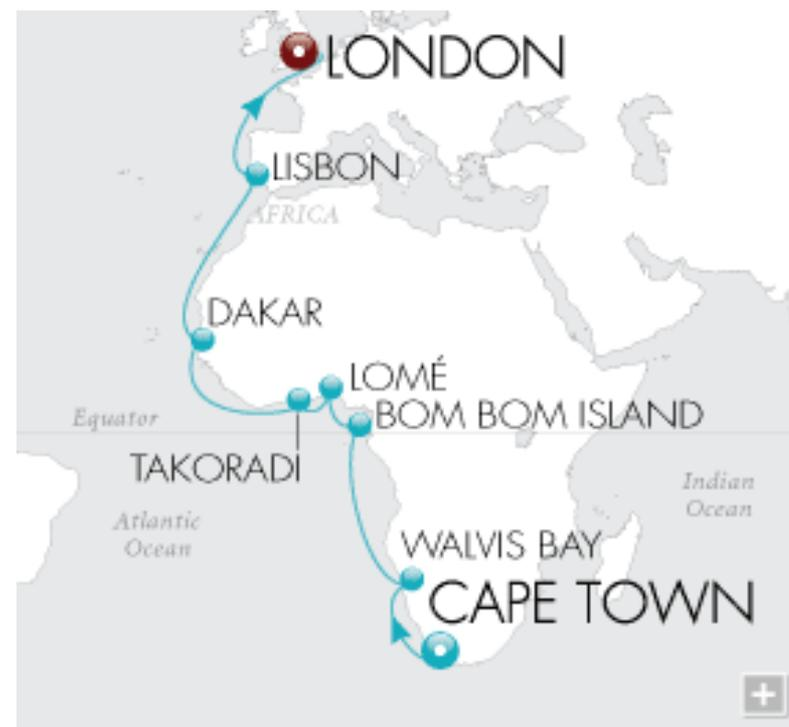 LONDON
LISBON
AFRICA
DAKAR
LOMÉ
BOM BOM ISLAND
Equator
TAKORADI
Indian
Ocean
Atlantic
Ocean
WALVIS BAY
CAPE TOWN